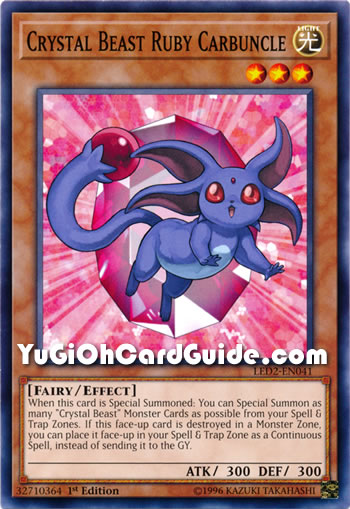 CRYSTAL BEAST RUBY CARBUNCLE
LIGHT
光
YuGiOhCardGuide.com
LED2-EN041
[FAIRY/EFFECT]
When this card is Special Summoned: You can Special Summon as
many "Crystal Beast" Monster Cards as possible from your Spell &
Trap Zones. If this face-up card is destroyed in a Monster Zone,
you can place it face-up in your Spell & Trap Zone as a Continuous
Spell, instead of sending it to the GY.
ATK/ 300 DEF/ 300
32710364 1st Edition ©1996 KAZUKI TAKAHASHI